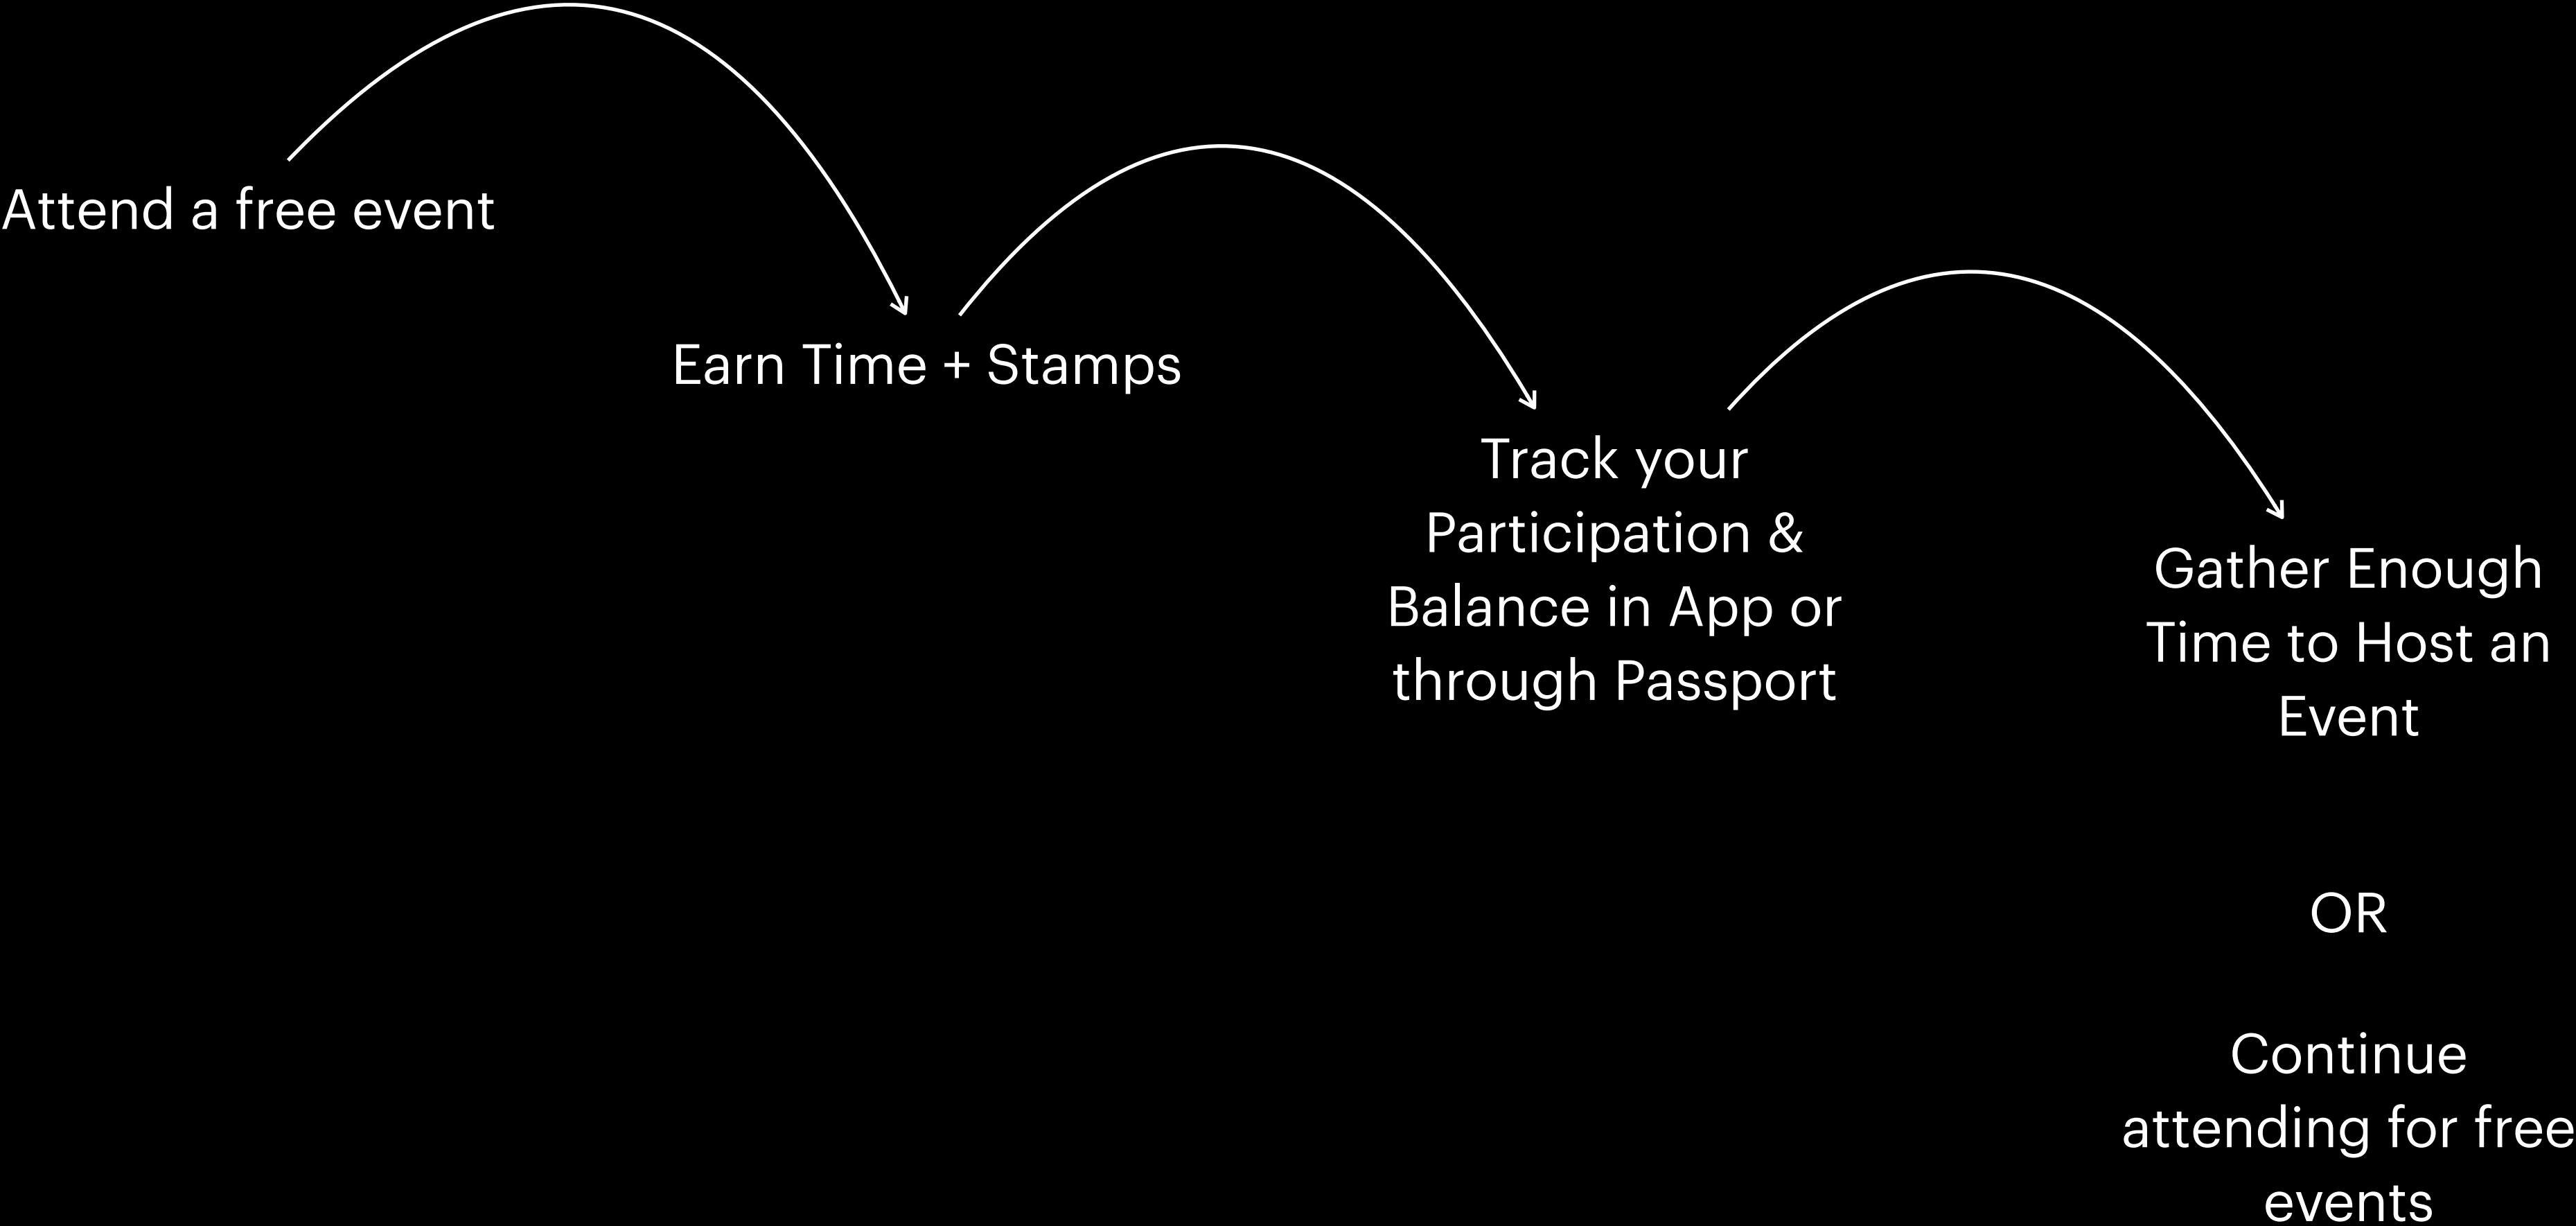 Attend a free event
Earn Time + Stamps
Track your
Participation &
Balance in App or
through Passport
Gather Enough
Time to Host an
Event
OR
Continue
attending for free
events